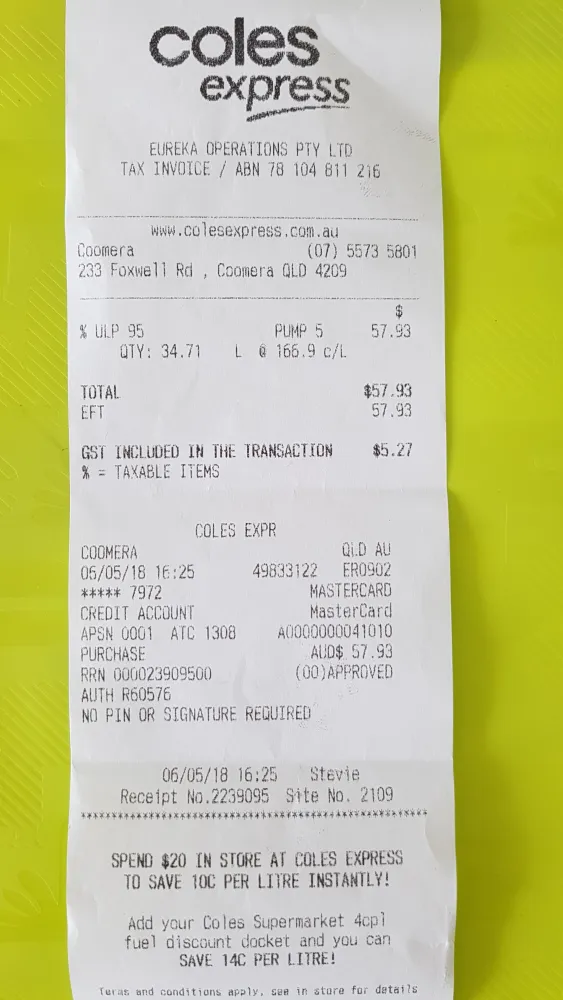 coles
express
EUREKA OPERATIONS PTY LTD
TAX INVOICE / ABN 78 104 811 216
www.colesexpress.com.au
Coomera (07) 5573 5801
233 Foxwell Rd , Coomera QLD 4209
$
% ULP 95 PUMP 5 57.93
QTY: 34.71 L @ 166.9 c/L
TOTAL $57.93
EFT 57.93
GST INCLUDED IN THE TRANSACTION $5.27
% = TAXABLE ITEMS
COLES EXPR
COOMERA QLD AU
06/05/18 16:25 49833122 ER0902
***** 7972 MASTERCARD
CREDIT ACCOUNT MasterCard
APSN 0001 ATC 1308 A0000000041010
PURCHASE AUD$ 57.93
RRN 000023909500 (00)APPROVED
AUTH R60576
NO PIN OR SIGNATURE REQUIRED
06/05/18 16:25 Stevie
Receipt No.2239095 Site No. 2109
SPEND $20 IN STORE AT COLES EXPRESS
TO SAVE 10C PER LITRE INSTANTLY!
Add your Coles Supermarket 4cpl
fuel discount docket and you can
SAVE 14C PER LITRE!
Terms and conditions apply, see in store for details